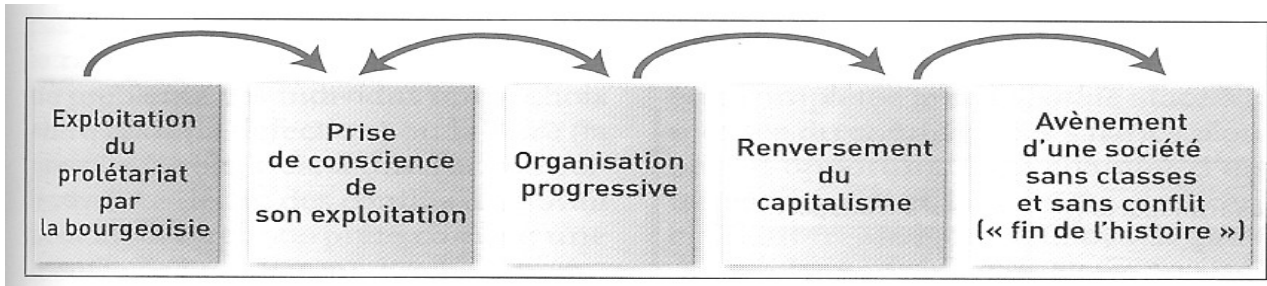 Exploitation
du
prolétariat
par
la bourgeoisie
Prise
de conscience
de
son exploitation
Organisation
progressive
Renversement
du
capitalisme
Avènement
d'une société
sans classes
et sans conflit
(« fin de l'histoire »)